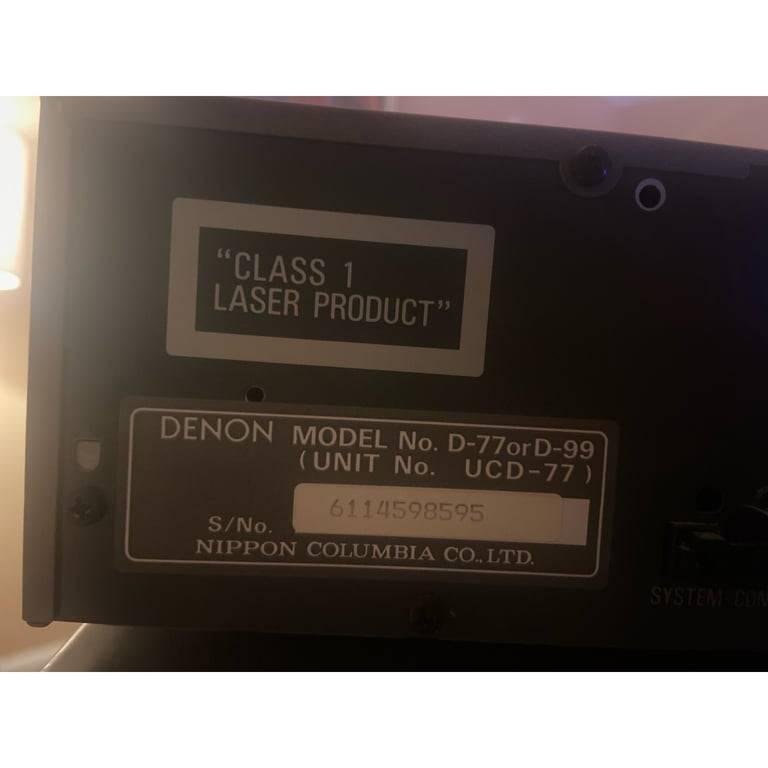 “CLASS 1
LASER PRODUCT”
DENON MODEL No. D-77orD-99
(UNIT No. UCD-77)
S/No. 6114598595
NIPPON COLUMBIA CO.,LTD.
SYSTEM